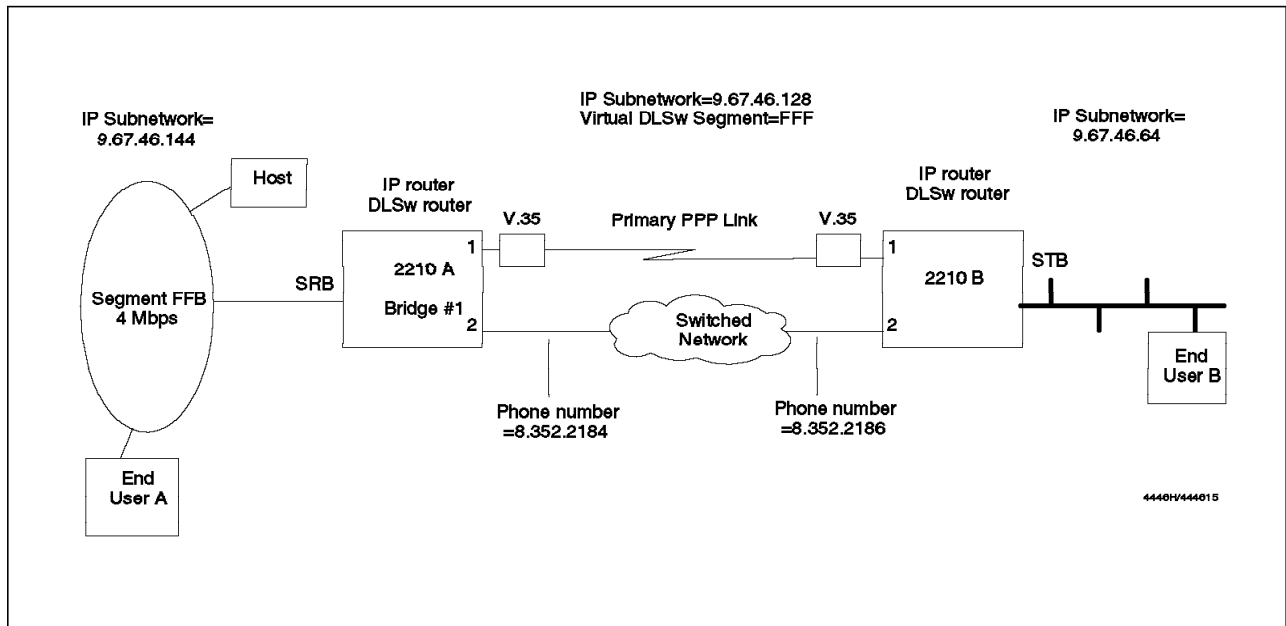 IP Subnetwork=
9.67.46.144
IP Subnetwork=9.67.46.128
Virtual DLSw Segment=FFF
IP Subnetwork=
9.67.46.64
Host
IP router
DLSw router
IP router
DLSw router
V.35
Primary PPP Link
V.35
1
2210 A
Bridge #1
2
1
2210 B
2
SRB
STB
Segment FFB
4 Mbps
Switched
Network
End
User B
Phone number
=8.352.2184
Phone number
=8.352.2186
End
User A
4446H/444615